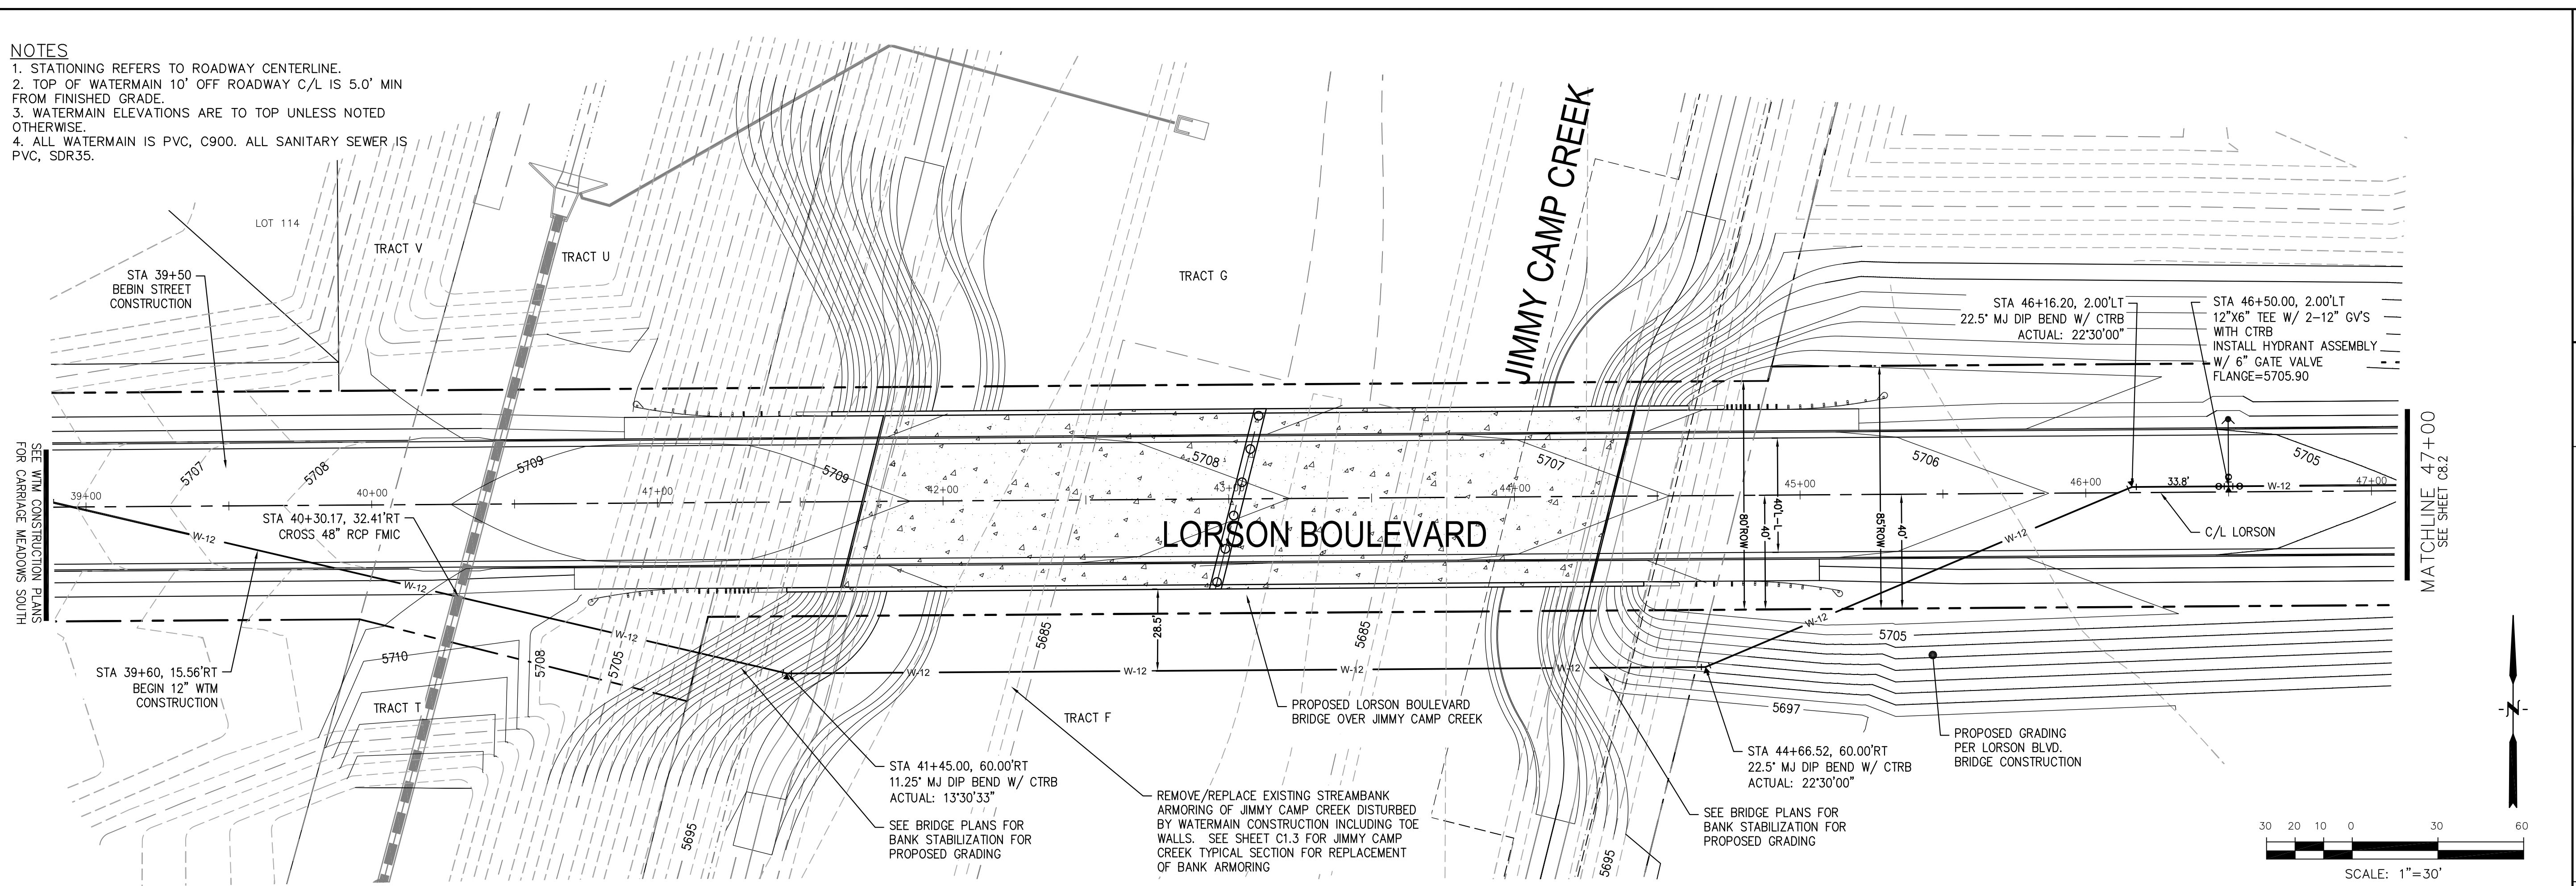 NOTES
1. STATIONING REFERS TO ROADWAY CENTERLINE.
2. TOP OF WATERMAIN 10' OFF ROADWAY C/L IS 5.0' MIN
FROM FINISHED GRADE.
3. WATERMAIN ELEVATIONS ARE TO TOP UNLESS NOTED
OTHERWISE.
4. ALL WATERMAIN IS PVC, C900. ALL SANITARY SEWER IS
PVC, SDR35.
LOT 114
TRACT V
TRACT U
TRACT G
JIMMY CAMP CREEK
STA 39+50
BEBIN STREET
CONSTRUCTION
STA 46+16.20, 2.00'LT
22.5° MJ DIP BEND W/ CTRB
ACTUAL: 22°30'00"
STA 46+50.00, 2.00'LT
12"X6" TEE W/ 2-12" GV'S
WITH CTRB
INSTALL HYDRANT ASSEMBLY
W/ 6" GATE VALVE
FLANGE=5705.90
SEE WTM CONSTRUCTION PLANS
FOR CARRIAGE MEADOWS SOUTH
5707
5708
5709
5709
5708
5707
5706
5705
39+00
40+00
41+00
42+00
43+00
44+00
45+00
46+00
47+00
33.8'
W-12
MATCHLINE 47+00
SEE SHEET C8.2
STA 40+30.17, 32.41'RT
CROSS 48" RCP FMIC
LORSON BOULEVARD
80'ROW
40'
40'L-L
85'ROW
40'
C/L LORSON
W-12
W-12
W-12
W-12
W-12
W-12
W-12
W-12
W-12
W-12
28.5'
5685
5685
5710
5708
5705
5705
STA 39+60, 15.56'RT
BEGIN 12" WTM
CONSTRUCTION
TRACT T
TRACT F
PROPOSED LORSON BOULEVARD
BRIDGE OVER JIMMY CAMP CREEK
5697
PROPOSED GRADING
PER LORSON BLVD.
BRIDGE CONSTRUCTION
STA 41+45.00, 60.00'RT
11.25° MJ DIP BEND W/ CTRB
ACTUAL: 13°30'33"
SEE BRIDGE PLANS FOR
BANK STABILIZATION FOR
PROPOSED GRADING
REMOVE/REPLACE EXISTING STREAMBANK
ARMORING OF JIMMY CAMP CREEK DISTURBED
BY WATERMAIN CONSTRUCTION INCLUDING TOE
WALLS. SEE SHEET C1.3 FOR JIMMY CAMP
CREEK TYPICAL SECTION FOR REPLACEMENT
OF BANK ARMORING
STA 44+66.52, 60.00'RT
22.5° MJ DIP BEND W/ CTRB
ACTUAL: 22°30'00"
SEE BRIDGE PLANS FOR
BANK STABILIZATION FOR
PROPOSED GRADING
5695
5695
N
30 20 10 0 30 60
SCALE: 1"=30'